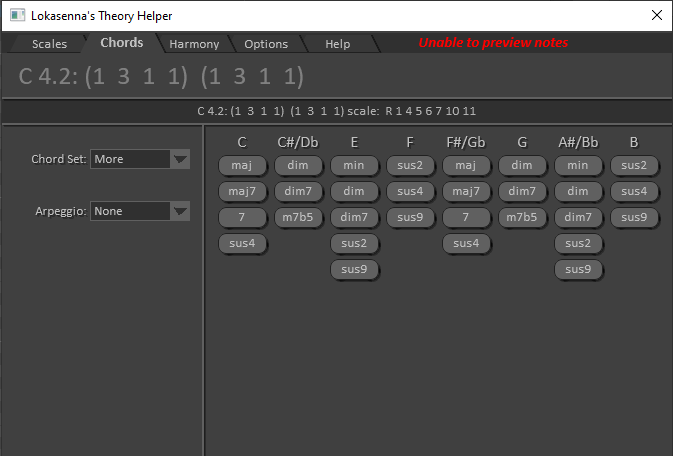 Lokasenna's Theory Helper
Scales Chords Harmony Options Help Unable to preview notes
C 4.2: (1 3 1 1) (1 3 1 1)
C 4.2: (1 3 1 1) (1 3 1 1) scale: R 1 4 5 6 7 10 11
Chord Set: More
Arpeggio: None
C C#/Db E F F#/Gb G A#/Bb B
maj dim min sus2 maj dim min sus2
maj7 dim7 dim sus4 maj7 dim7 dim sus4
7 m7b5 dim7 sus9 7 m7b5 dim7 sus9
sus4 sus2 sus4 sus2
sus9 sus9